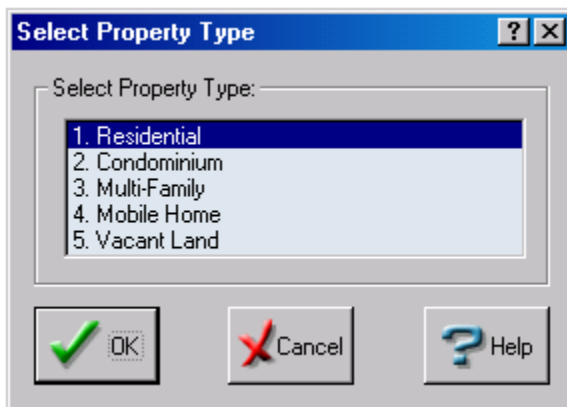 Select Property Type
Select Property Type:
1. Residential
2. Condominium
3. Multi-Family
4. Mobile Home
5. Vacant Land
OK
Cancel
Help